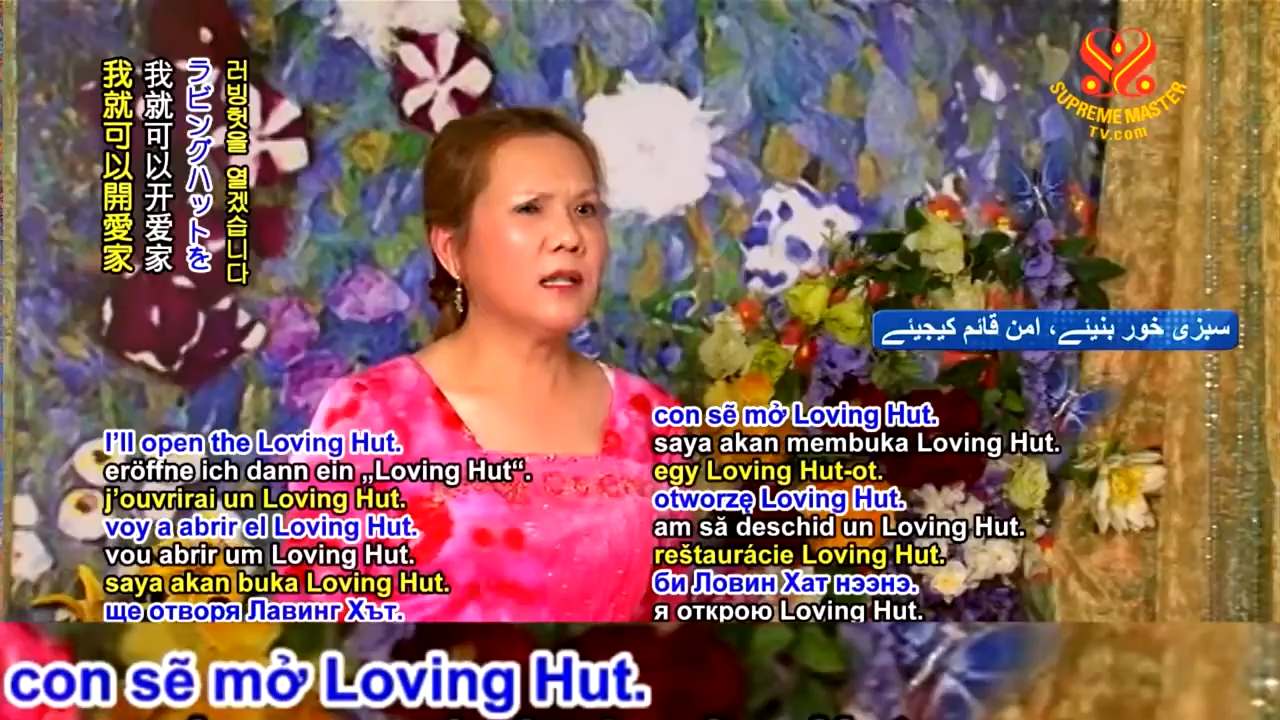 我就可以開愛家
我就可以开爱家
ラビングハットを
러빙헛을 열겠습니다
SUPREME MASTER
TV.com
سبزی خور بنیئے، امن قائم کیجیئے
I'll open the Loving Hut.
eröffne ich dann ein „Loving Hut“.
j'ouvrirai un Loving Hut.
voy a abrir el Loving Hut.
vou abrir um Loving Hut.
saya akan buka Loving Hut.
ще отворя Лавинг Хът.
con sẽ mở Loving Hut.
saya akan membuka Loving Hut.
egy Loving Hut-ot.
otworzę Loving Hut.
am să deschid un Loving Hut.
reštaurácie Loving Hut.
би Ловин Хат нээнэ.
я открою Loving Hut.
con sẽ mở Loving Hut.